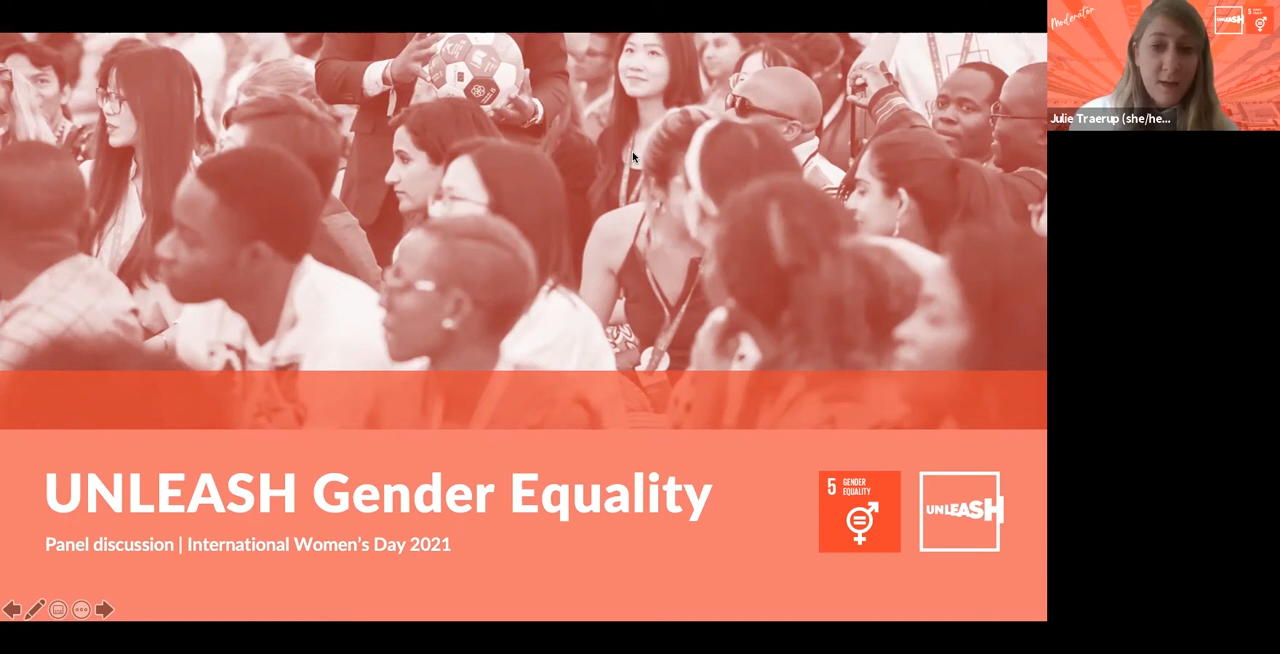 Moderator
UNLEASH
5
Julie Traerup (she/he...
UNLEASH Gender Equality
Panel discussion | International Women's Day 2021
5 GENDER
EQUALITY
UNLEASH